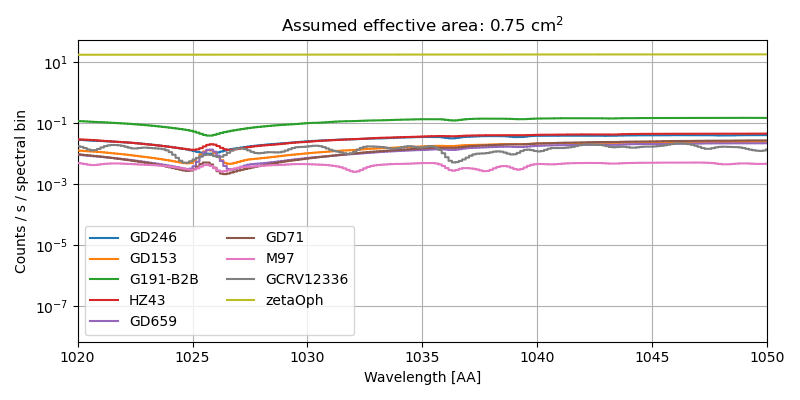 Assumed effective area: 0.75 cm²
Counts / s / spectral bin
10¹
10⁻¹
10⁻³
10⁻⁵
10⁻⁷
GD246
GD153
G191-B2B
HZ43
GD659
GD71
M97
GCRV12336
zetaOph
1020
1025
1030
1035
1040
1045
1050
Wavelength [AA]